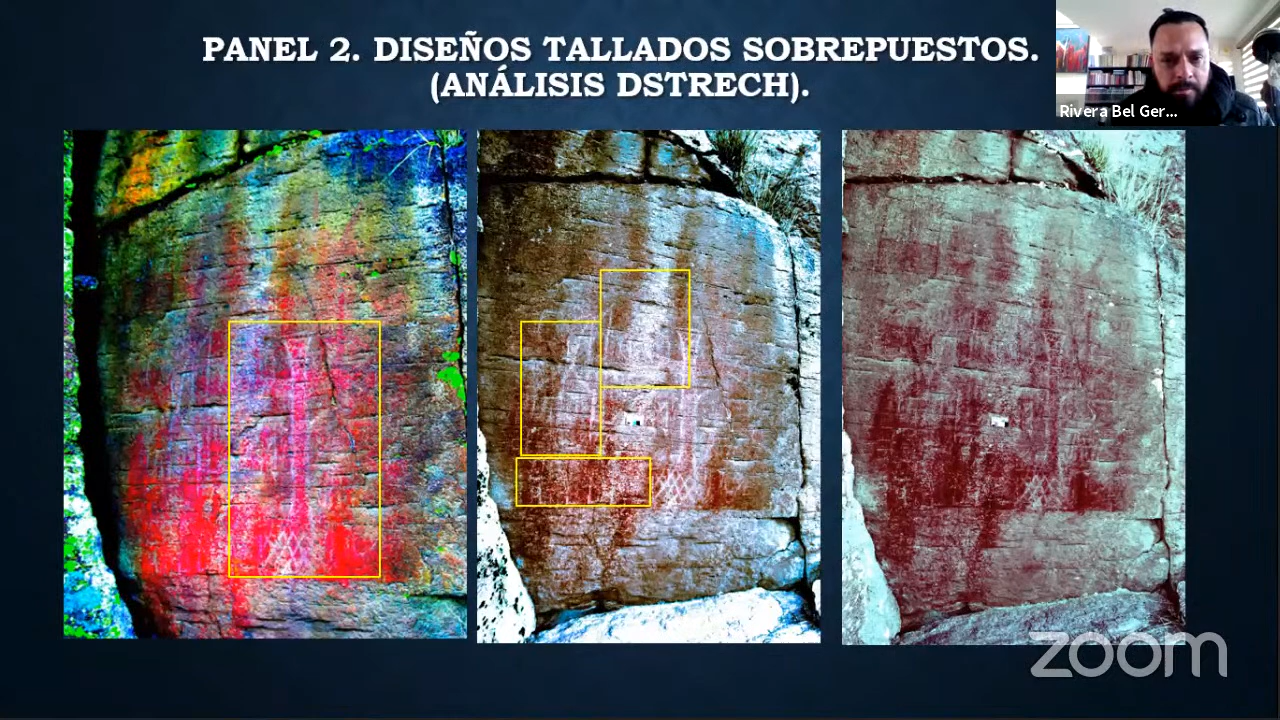 PANEL 2. DISEÑOS TALLADOS SOBREPUESTOS.
(ANÁLISIS DSTRECH).
Rivera Bel Ger...
zoom